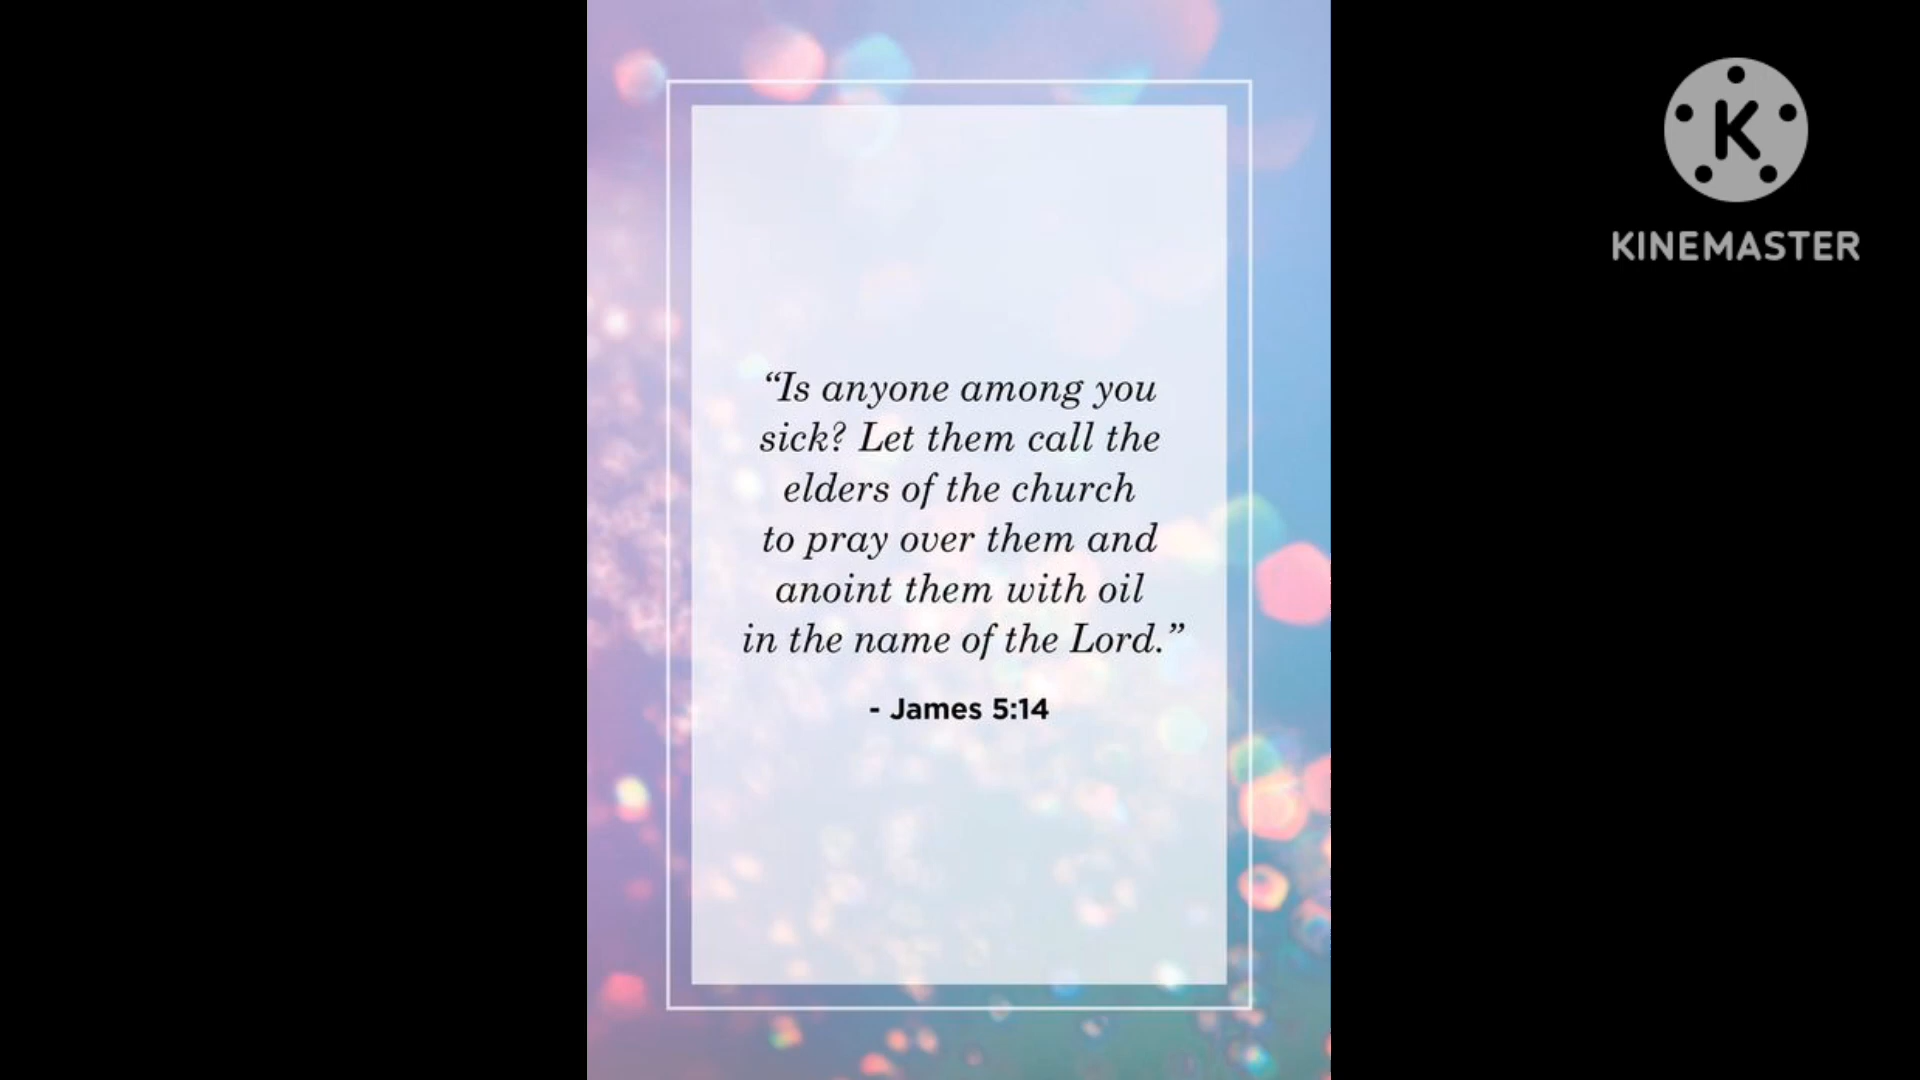 “Is anyone among you
sick? Let them call the
elders of the church
to pray over them and
anoint them with oil
in the name of the Lord.”
- James 5:14
K
KINEMASTER